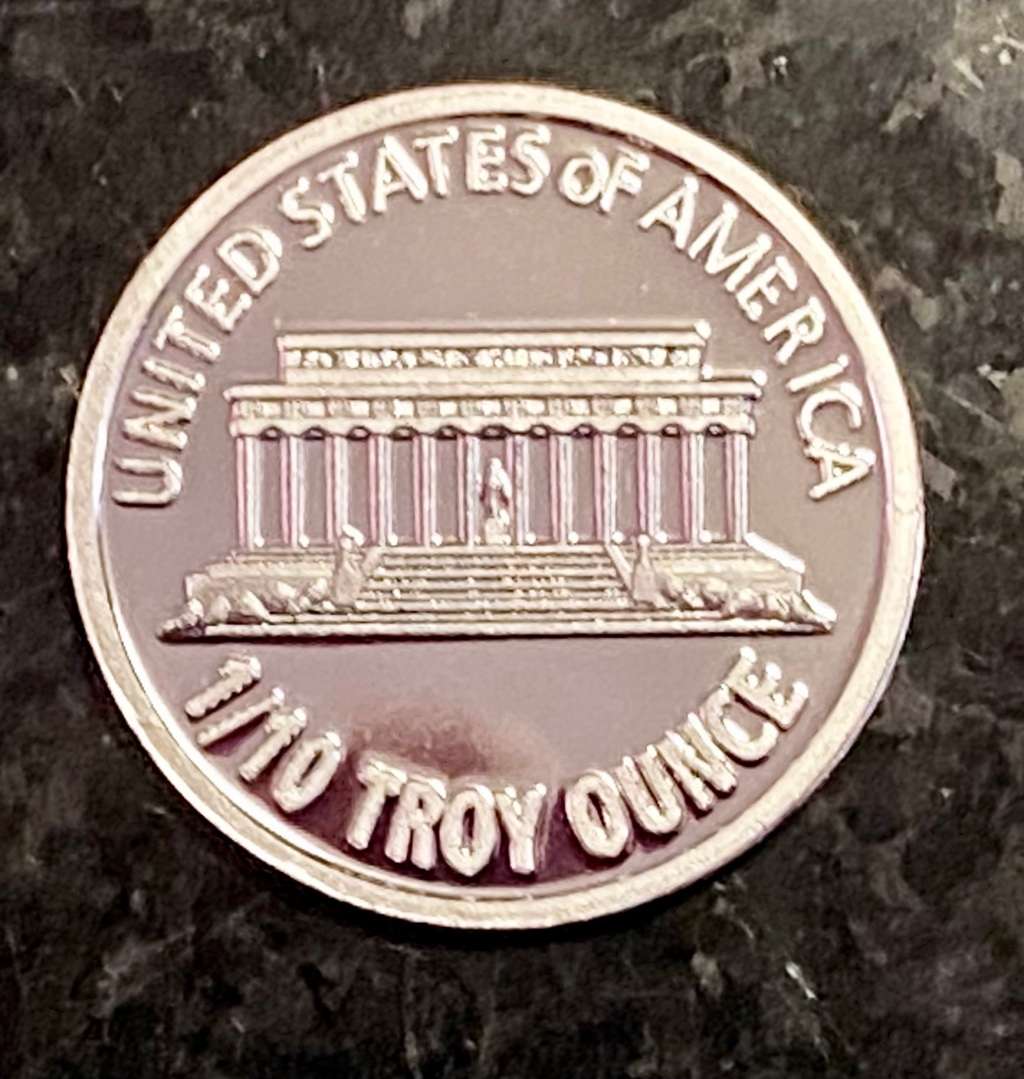 UNITED STATES OF AMERICA
1/10 TROY OUNCE